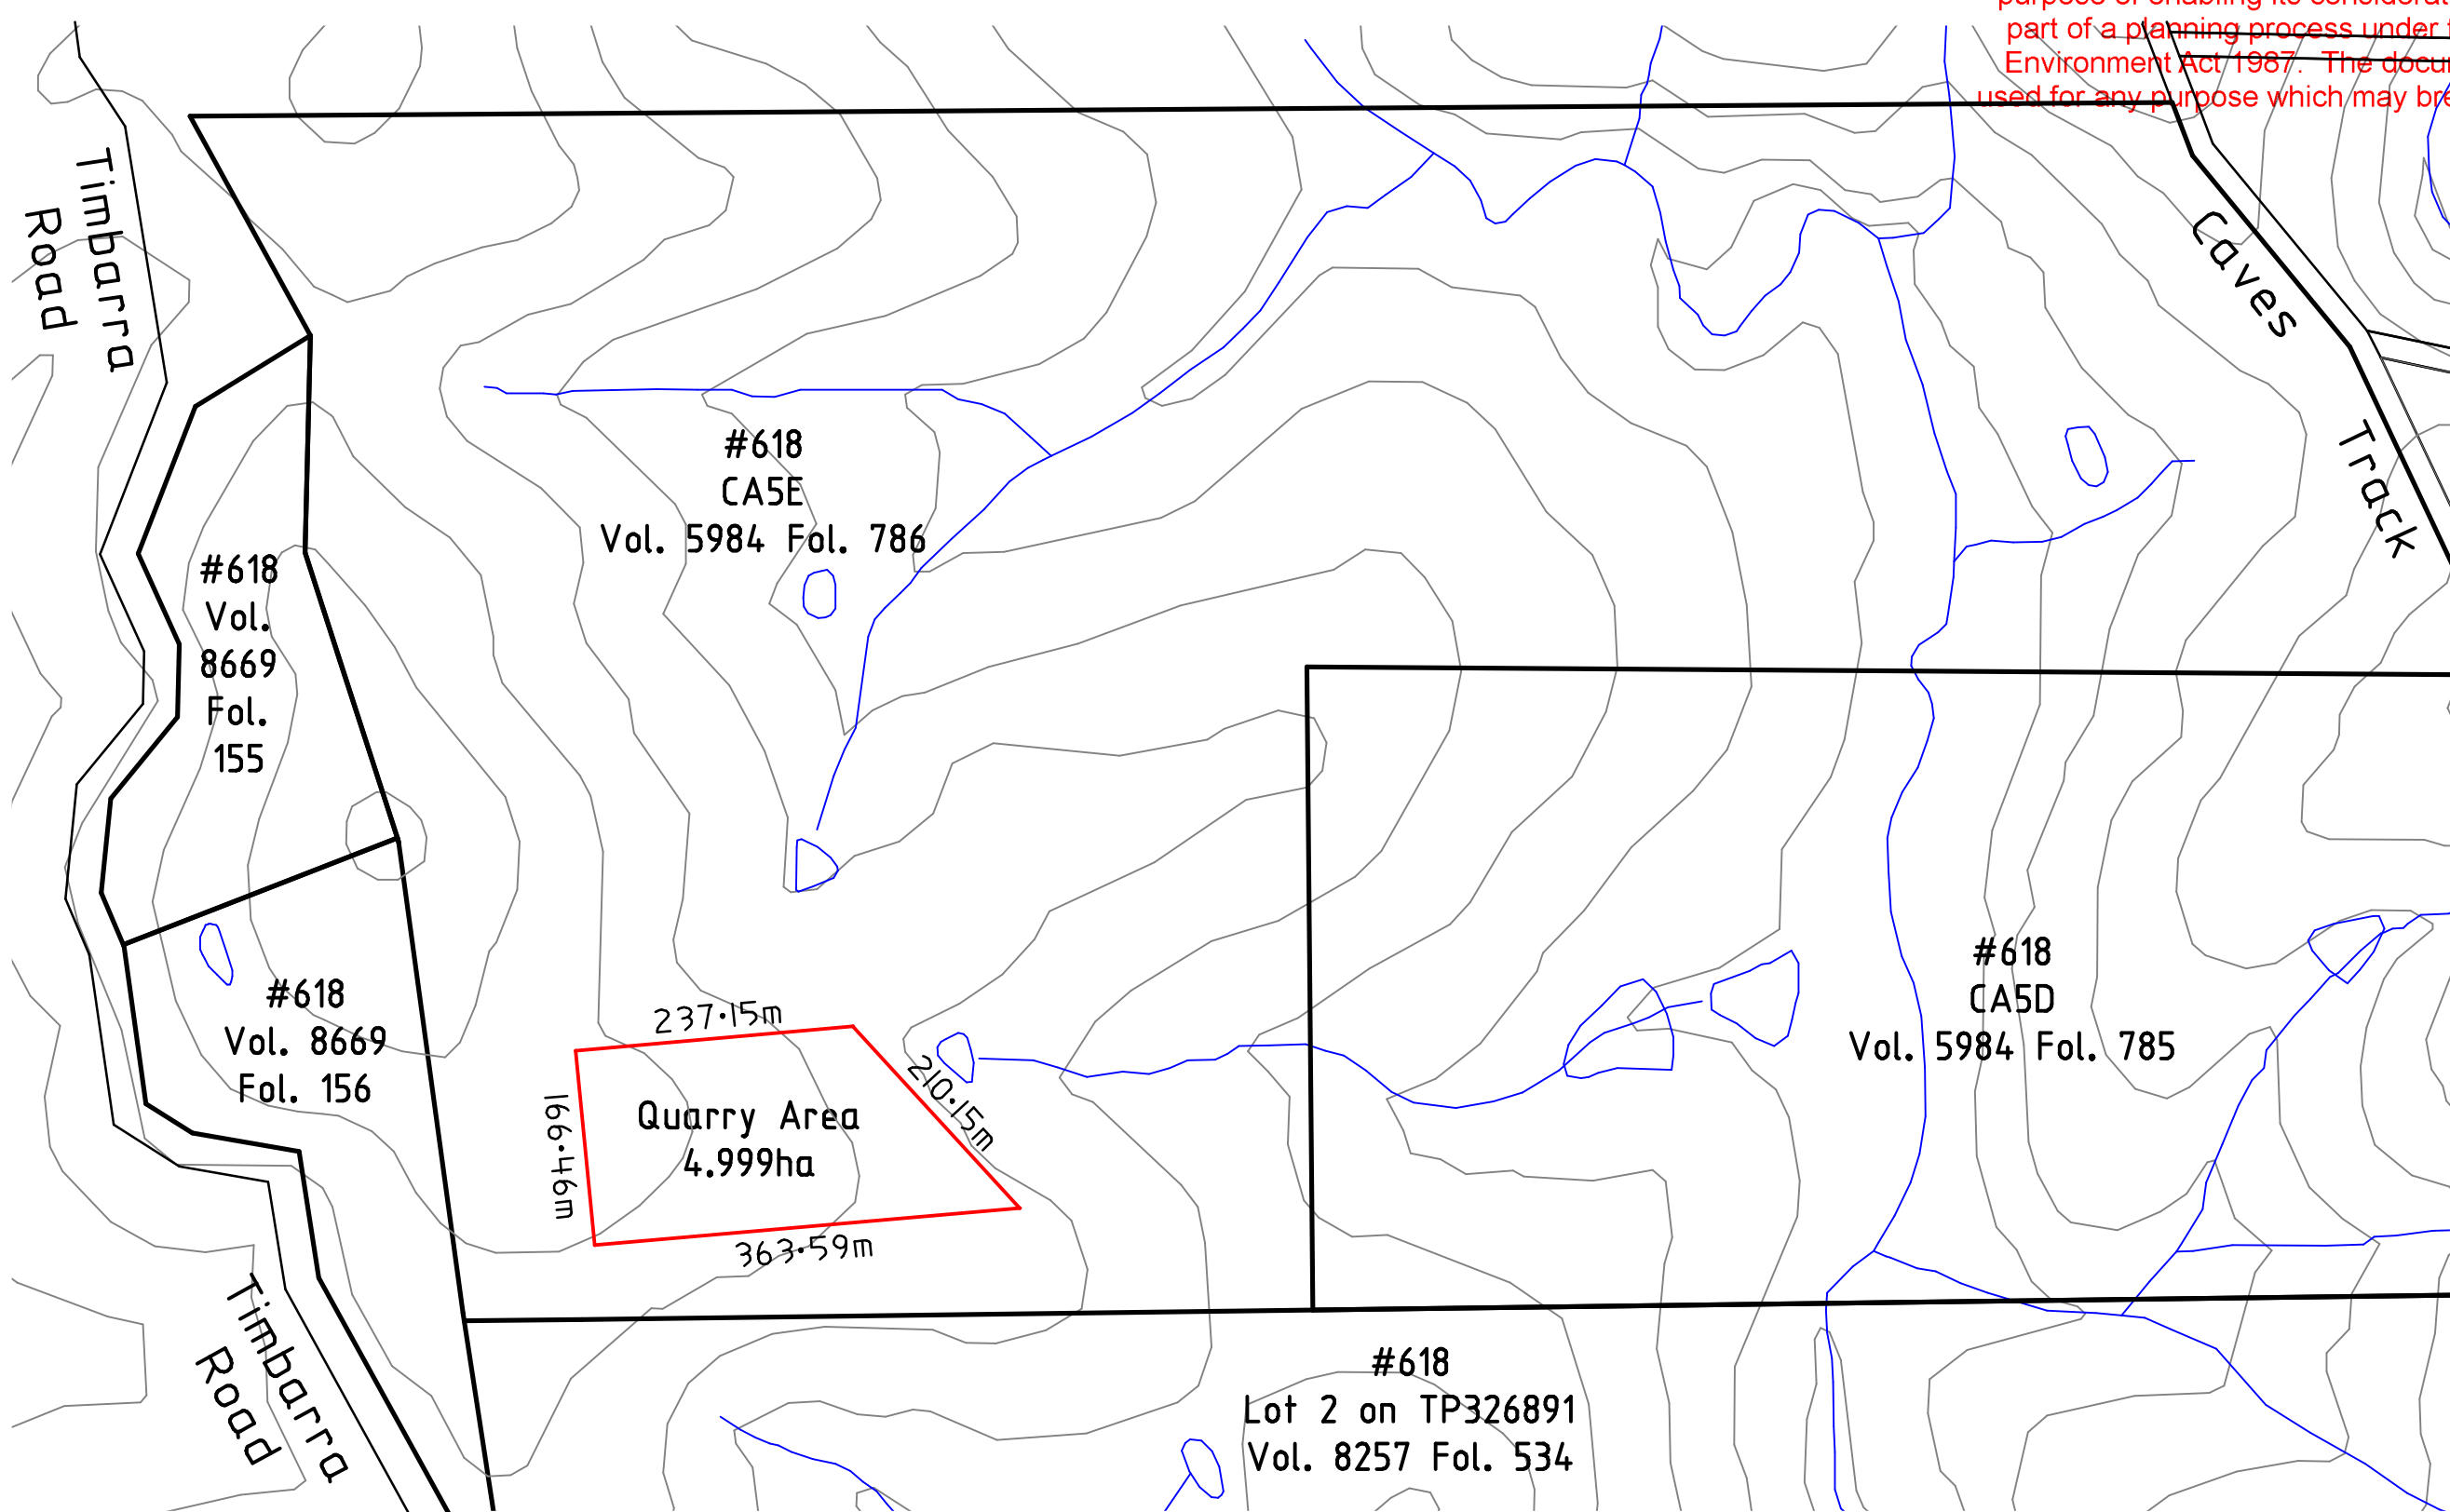 part of a planning process under
Environment Act 1987. The
used for any purpose which may
Timbarra
Road
Caves
Track
#618
CA5E
Vol. 5984 Fol. 786
#618
Vol.
8669
Fol.
155
#618
CA5D
Vol. 5984 Fol. 785
#618
Vol. 8669
Fol. 156
237.15m
210.15m
166.46m
363.59m
Quarry Area
4.999ha
Timbarra
Road
#618
Lot 2 on TP326891
Vol. 8257 Fol. 534